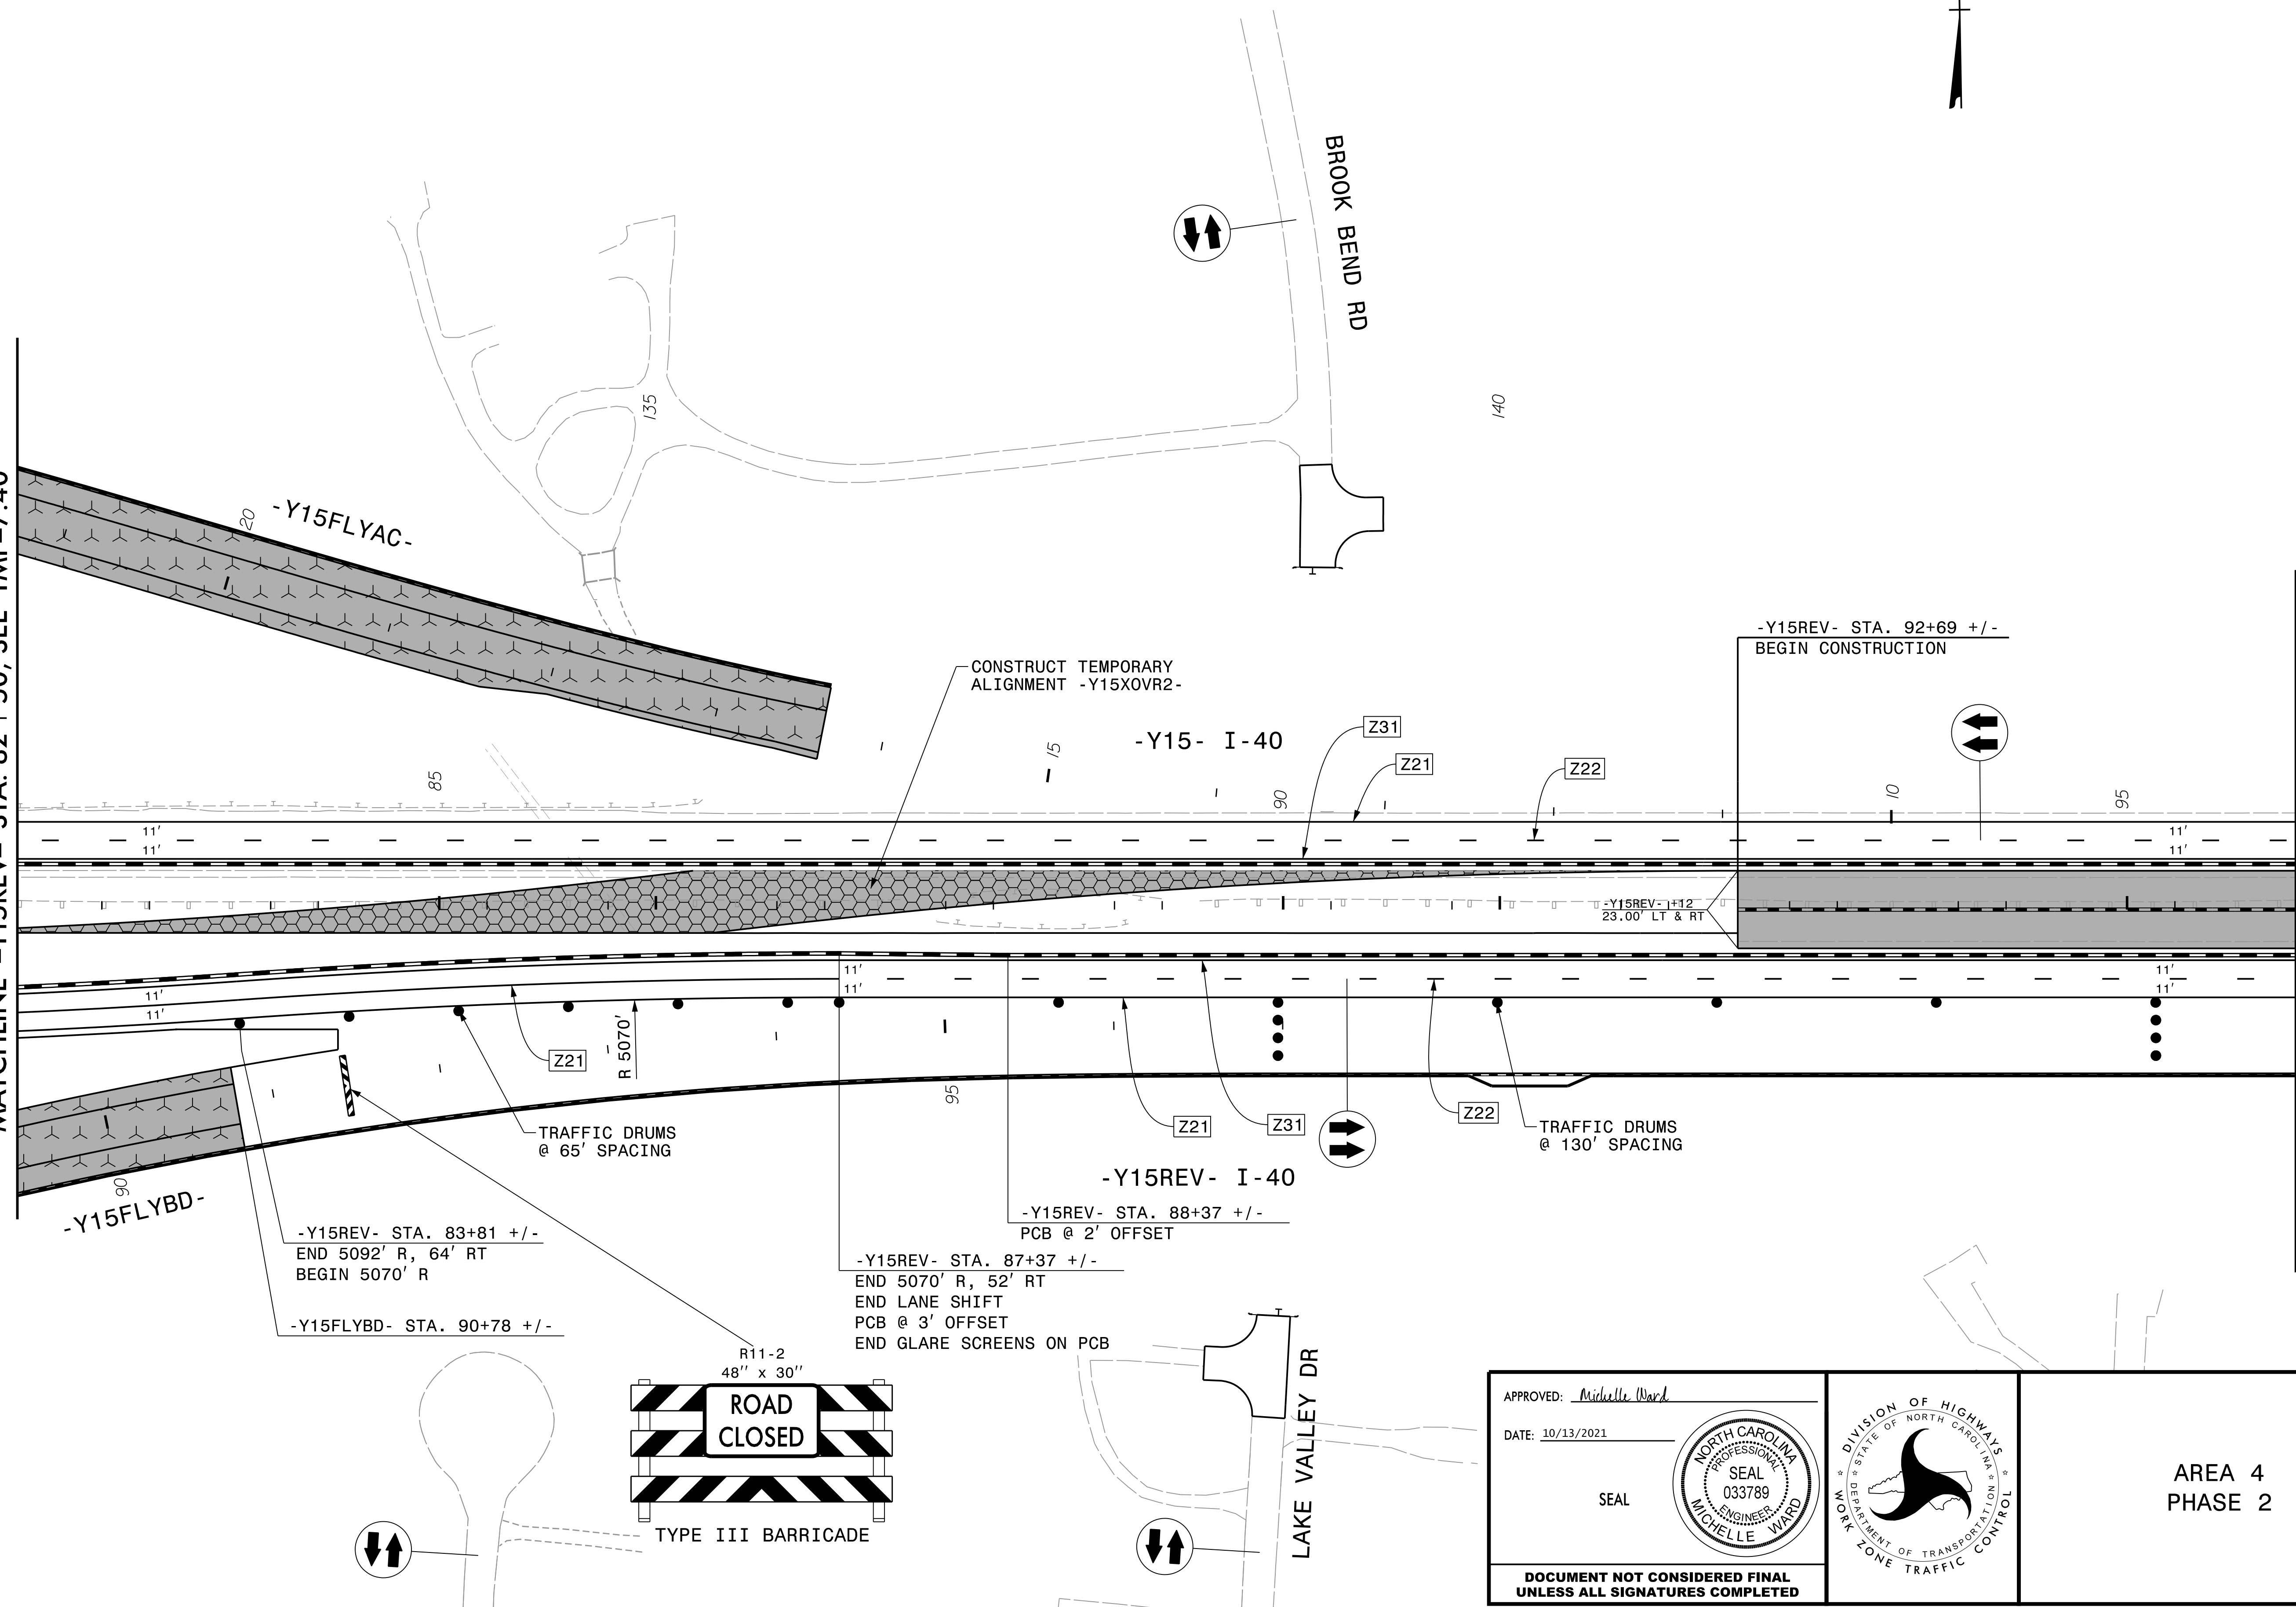 BROOK BEND RD
135
140
20
-Y15FLYAC-
-Y15REV- STA. 92+69 +/-
BEGIN CONSTRUCTION
CONSTRUCT TEMPORARY
ALIGNMENT -Y15XOVR2-
-Y15- I-40
Z31
Z21
Z22
85
15
90
10
95
11'
11'
11'
11'
-Y15REV- +12
23.00' LT & RT
11'
11'
11'
11'
11'
11'
Z21
R 5070'
95
Z21
Z31
Z22
TRAFFIC DRUMS
@ 65' SPACING
TRAFFIC DRUMS
@ 130' SPACING
-Y15REV- I-40
90
-Y15FLYBD-
-Y15REV- STA. 83+81 +/-
END 5092' R, 64' RT
BEGIN 5070' R
-Y15FLYBD- STA. 90+78 +/-
-Y15REV- STA. 88+37 +/-
PCB @ 2' OFFSET
-Y15REV- STA. 87+37 +/-
END 5070' R, 52' RT
END LANE SHIFT
PCB @ 3' OFFSET
END GLARE SCREENS ON PCB
R11-2
48" x 30"
ROAD
CLOSED
TYPE III BARRICADE
LAKE VALLEY DR
APPROVED: Michelle Ward
DATE: 10/13/2021
SEAL
NORTH CAROLINA
PROFESSIONAL
SEAL
033789
ENGINEER
MICHELLE WARD
DOCUMENT NOT CONSIDERED FINAL
UNLESS ALL SIGNATURES COMPLETED
DIVISION OF HIGHWAYS
STATE OF NORTH CAROLINA
DEPARTMENT OF TRANSPORTATION
WORK ZONE TRAFFIC CONTROL
AREA 4
PHASE 2